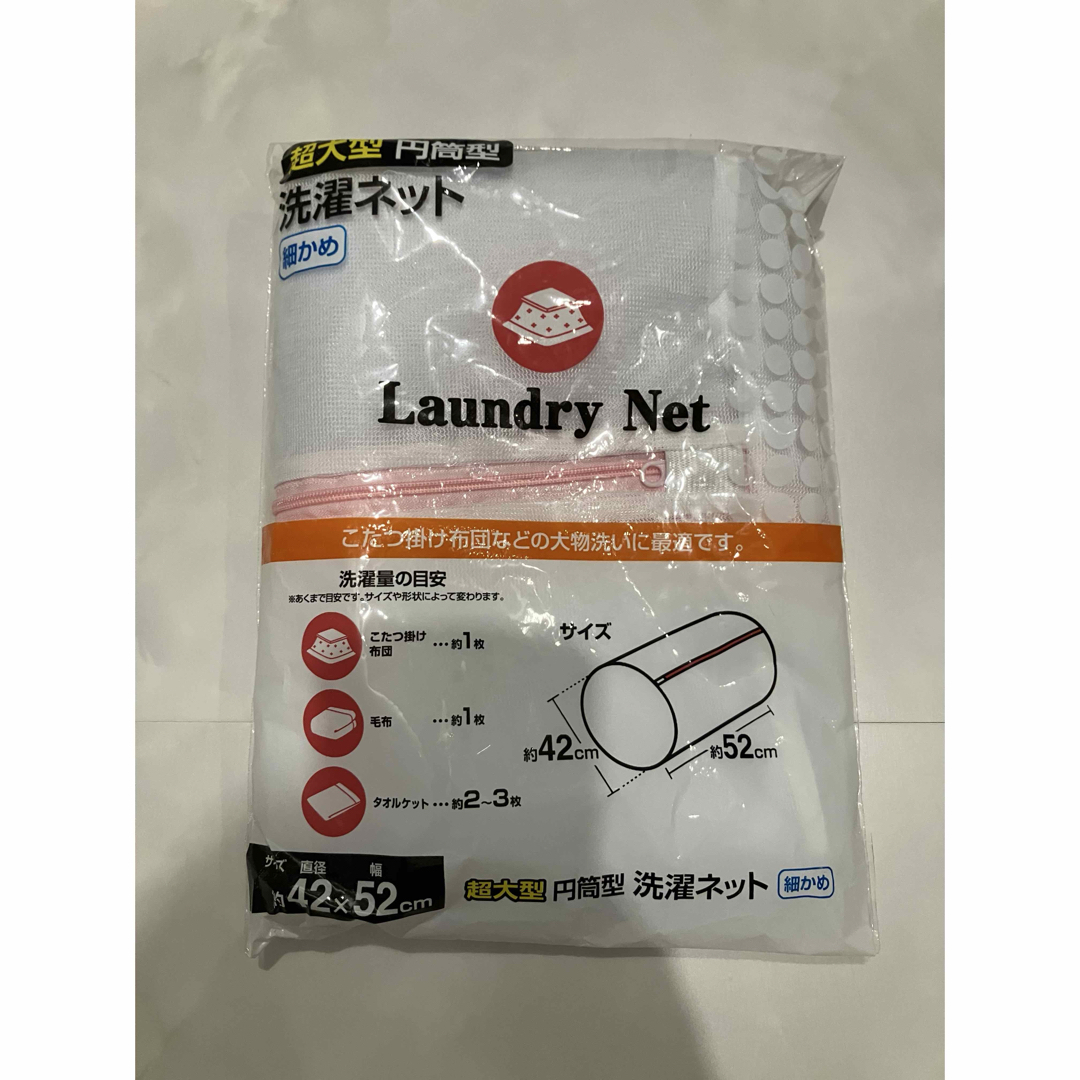 超大型 円筒型
洗濯ネット
細かめ
Laundry Net
こたつ掛け布団などの大物洗いに最適です。
洗濯量の目安
※あくまで目安です。サイズや形状によって変わります。
こたつ掛け
布団 …約1枚
毛布 …約1枚
タオルケット …約2～3枚
サイズ
約42cm
約52cm
サイズ 直径 幅
約42×52cm
超大型 円筒型 洗濯ネット 細かめ